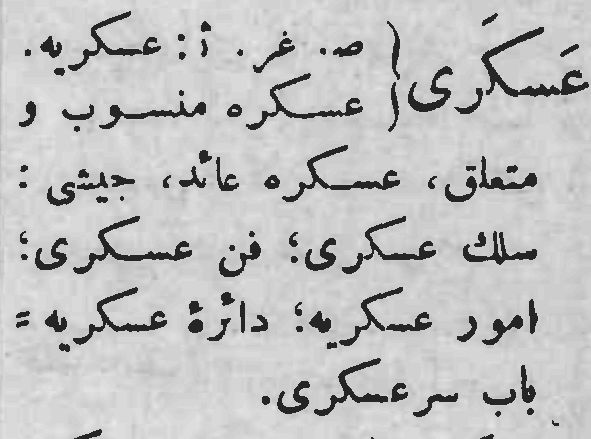 عَسكَرى ( ص. غر. أ: عسكريه.
( عسكره منسوب و
متعلق، عسكره عائد، جيشى :
سلك عسكرى؛ فن عسكرى؛
امور عسكريه؛ دائرۀ عسكريه =
باب سرعسكرى.